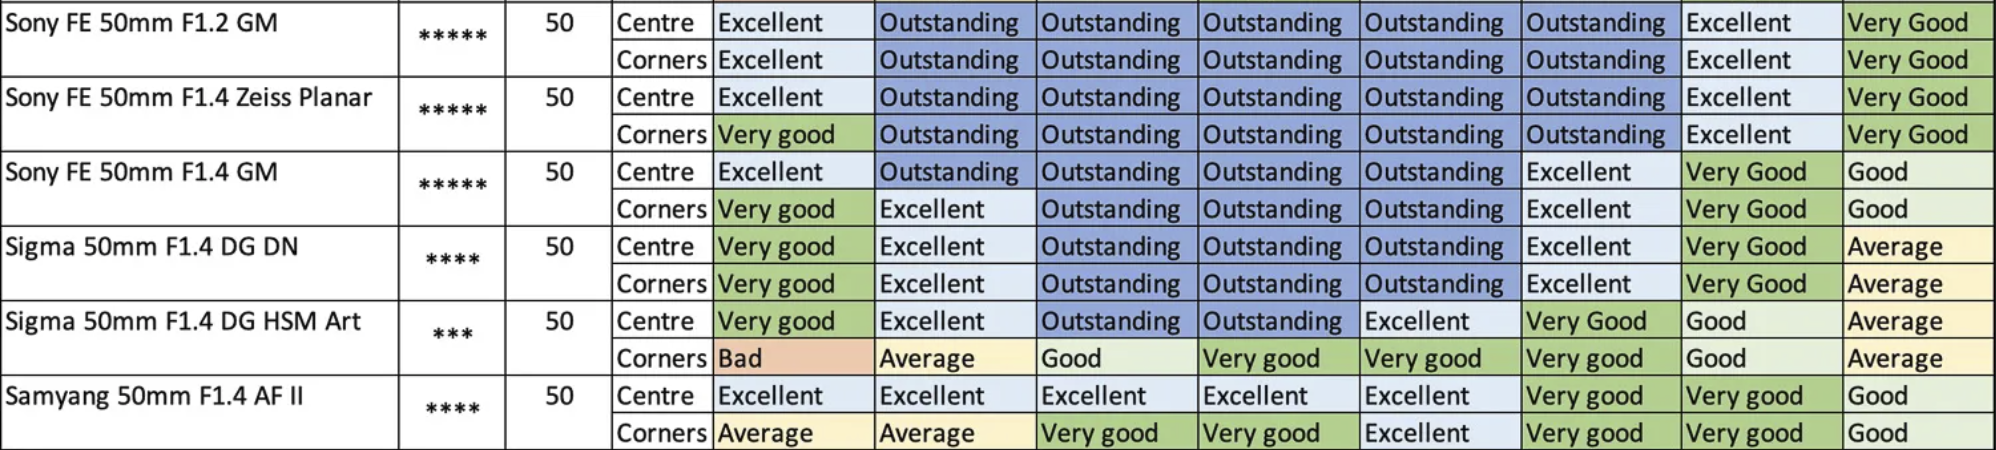 Sony FE 50mm F1.2 GM ***** 50 Centre Excellent Outstanding Outstanding Outstanding Outstanding Outstanding Excellent Very Good
Corners Excellent Outstanding Outstanding Outstanding Outstanding Outstanding Excellent Very Good
Sony FE 50mm F1.4 Zeiss Planar ***** 50 Centre Excellent Outstanding Outstanding Outstanding Outstanding Outstanding Excellent Very Good
Corners Very good Outstanding Outstanding Outstanding Outstanding Outstanding Excellent Very Good
Sony FE 50mm F1.4 GM ***** 50 Centre Excellent Outstanding Outstanding Outstanding Outstanding Excellent Very Good Good
Corners Very good Excellent Outstanding Outstanding Outstanding Excellent Very Good Good
Sigma 50mm F1.4 DG DN **** 50 Centre Very good Excellent Outstanding Outstanding Outstanding Excellent Very Good Average
Corners Very good Excellent Outstanding Outstanding Outstanding Excellent Very Good Average
Sigma 50mm F1.4 DG HSM Art *** 50 Centre Very good Excellent Outstanding Outstanding Excellent Very Good Good Average
Corners Bad Average Good Very good Very good Very good Good Average
Samyang 50mm F1.4 AF II **** 50 Centre Excellent Excellent Excellent Excellent Excellent Very good Very good Good
Corners Average Average Very good Very good Excellent Very good Very good Good